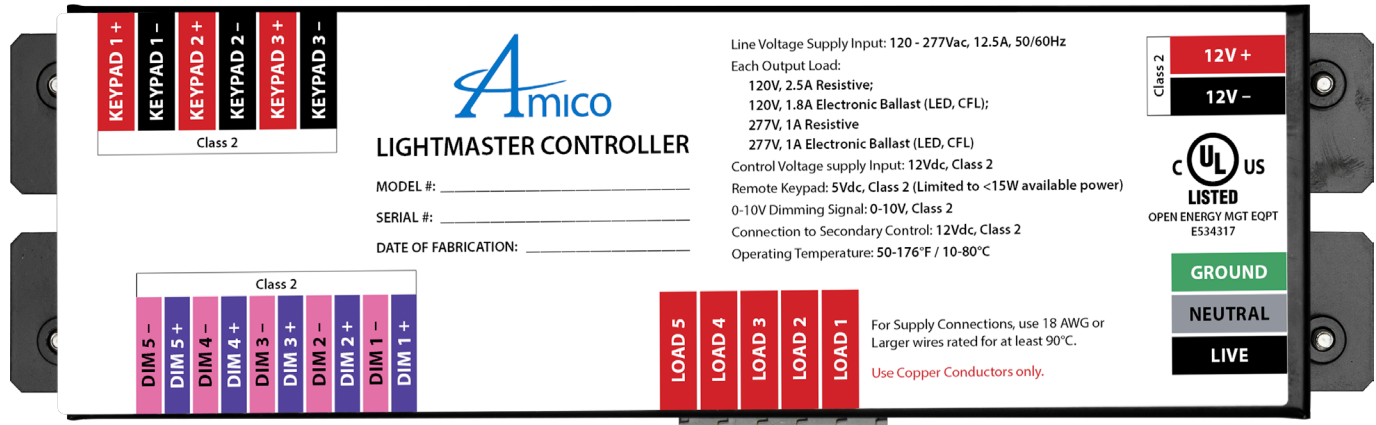 KEYPAD 1 +
KEYPAD 1 –
KEYPAD 2 +
KEYPAD 2 –
KEYPAD 3 +
KEYPAD 3 –
Class 2
Amico
LIGHTMASTER CONTROLLER
MODEL #:
SERIAL #:
DATE OF FABRICATION:
Line Voltage Supply Input: 120 - 277Vac, 12.5A, 50/60Hz
Each Output Load:
120V, 2.5A Resistive;
120V, 1.8A Electronic Ballast (LED, CFL);
277V, 1A Resistive
277V, 1A Electronic Ballast (LED, CFL)
Control Voltage supply Input: 12Vdc, Class 2
Remote Keypad: 5Vdc, Class 2 (Limited to <15W available power)
0-10V Dimming Signal: 0-10V, Class 2
Connection to Secondary Control: 12Vdc, Class 2
Operating Temperature: 50-176°F / 10-80°C
Class 2
12V +
12V –
C UL US
LISTED
OPEN ENERGY MGT EQPT
E534317
GROUND
NEUTRAL
LIVE
Class 2
DIM 5 –
DIM 5 +
DIM 4 –
DIM 4 +
DIM 3 –
DIM 3 +
DIM 2 –
DIM 2 +
DIM 1 –
DIM 1 +
LOAD 5
LOAD 4
LOAD 3
LOAD 2
LOAD 1
For Supply Connections, use 18 AWG or
Larger wires rated for at least 90°C.
Use Copper Conductors only.